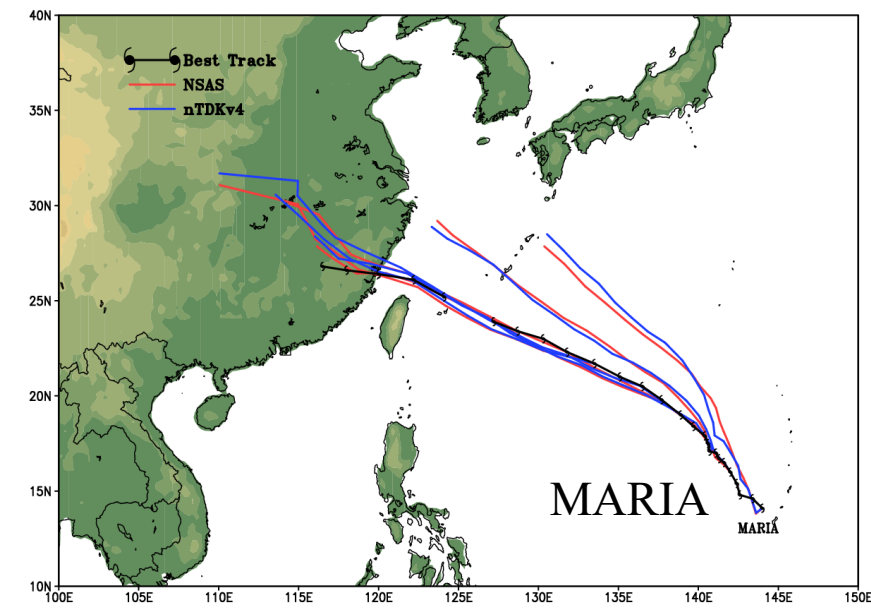 40N
Best Track
NSAS
nTDKv4
35N
30N
25N
20N
15N
MARIA
MARIA
10N
100E 105E 110E 115E 120E 125E 130E 135E 140E 145E 150E